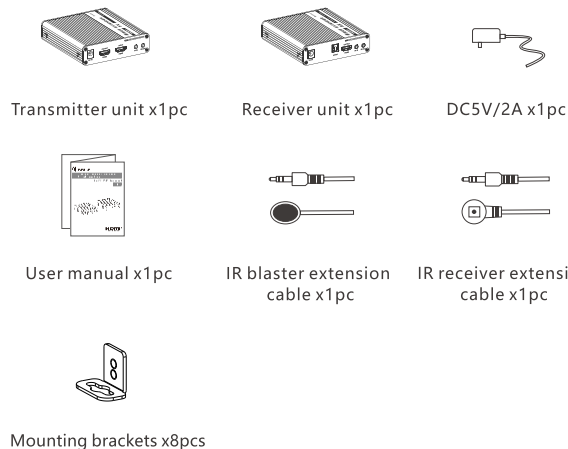 Transmitter unit x1pc
Receiver unit x1pc
DC5V/2A x1pc
User manual x1pc
IR blaster extension
cable x1pc
IR receiver extensi
cable x1pc
Mounting brackets x8pcs